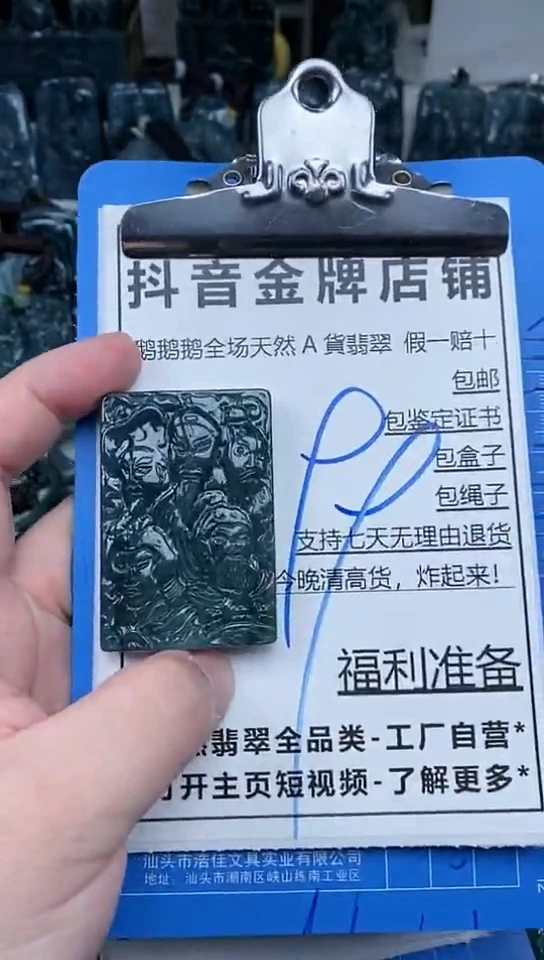 抖音金牌店铺
鹅鹅鹅全场天然A貨翡翠 假一赔十
包邮
包鉴定证书
包盒子
包绳子
支持七天无理由退货
今晚清高货，炸起来！
福利准备
翡翠全品类-工厂自营*
开主页短视频-了解更多*
汕头市浩佳文具实业有限公司
地址：汕头市潮南区峡山练南工业区